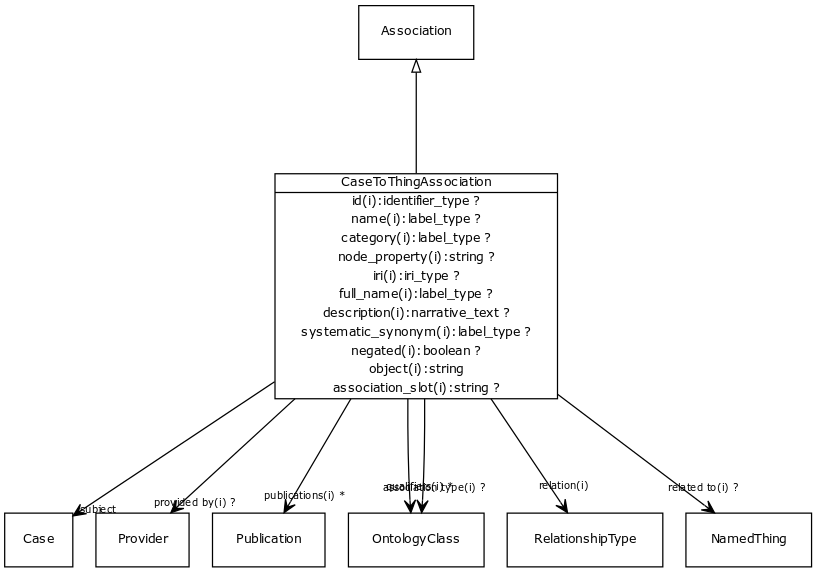 Association
CaseToThingAssociation
id(i):identifier_type ?
name(i):label_type ?
category(i):label_type ?
node_property(i):string ?
iri(i):iri_type ?
full_name(i):label_type ?
description(i):narrative_text ?
systematic_synonym(i):label_type ?
negated(i):boolean ?
object(i):string
association_slot(i):string ?
subject
provided by(i) ?
publications(i) *
qualifiers(i) *
association type(i) ?
relation(i)
related to(i) ?
Case
Provider
Publication
OntologyClass
RelationshipType
NamedThing